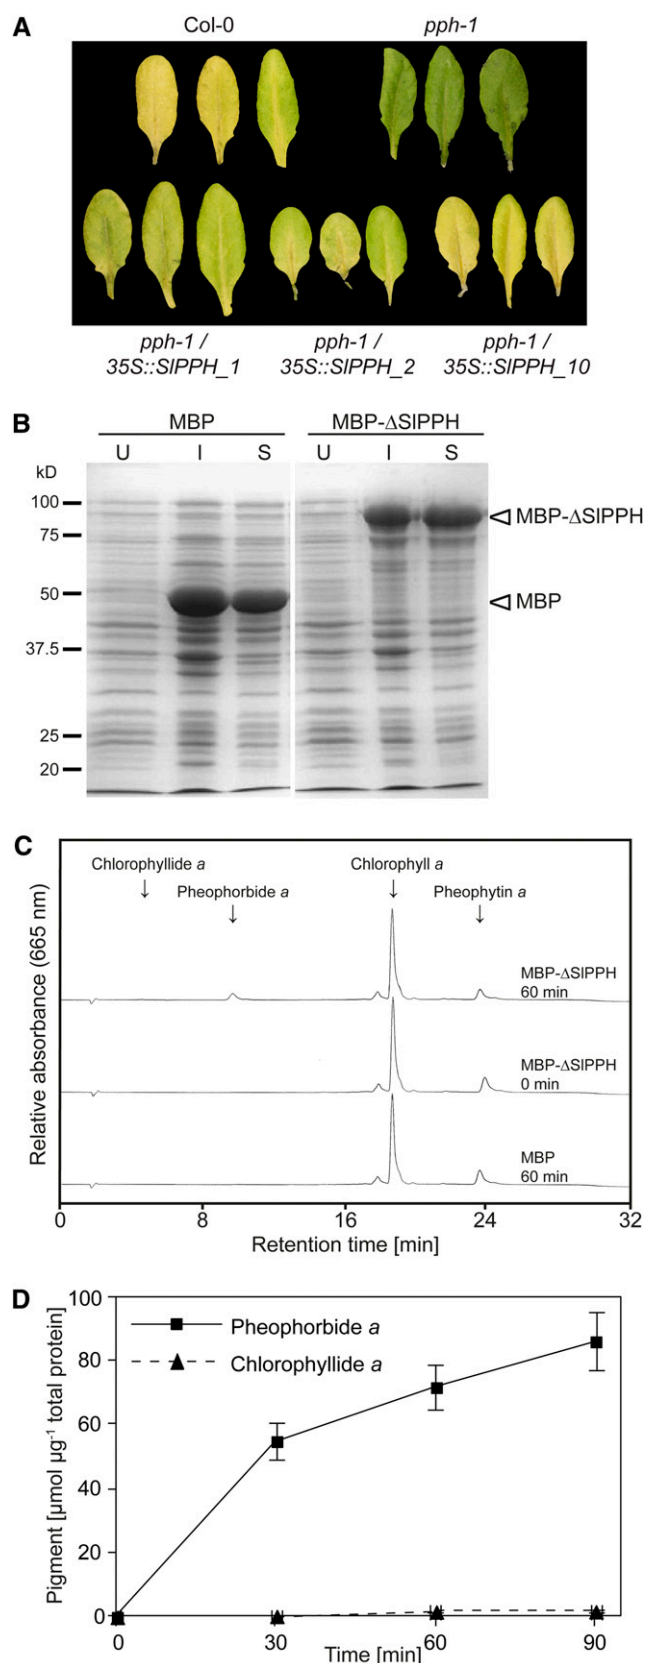 A
Col-0 pph-1
pph-1 / pph-1 / pph-1 /
35S::SlPPH_1 35S::SlPPH_2 35S::SlPPH_10
B
MBP MBP-ΔSlPPH
U I S U I S
kD
100
75
50
37.5
25
20
MBP-ΔSlPPH
MBP
C
Relative absorbance (665 nm)
Chlorophyllide a Chlorophyll a
Pheophorbide a Pheophytin a
MBP-ΔSlPPH
60 min
MBP-ΔSlPPH
0 min
MBP
60 min
0 8 16 24 32
Retention time [min]
D
Pigment [µmol µg⁻¹ total protein]
100
80
60
40
20
0
Pheophorbide a
Chlorophyllide a
0 30 60 90
Time [min]